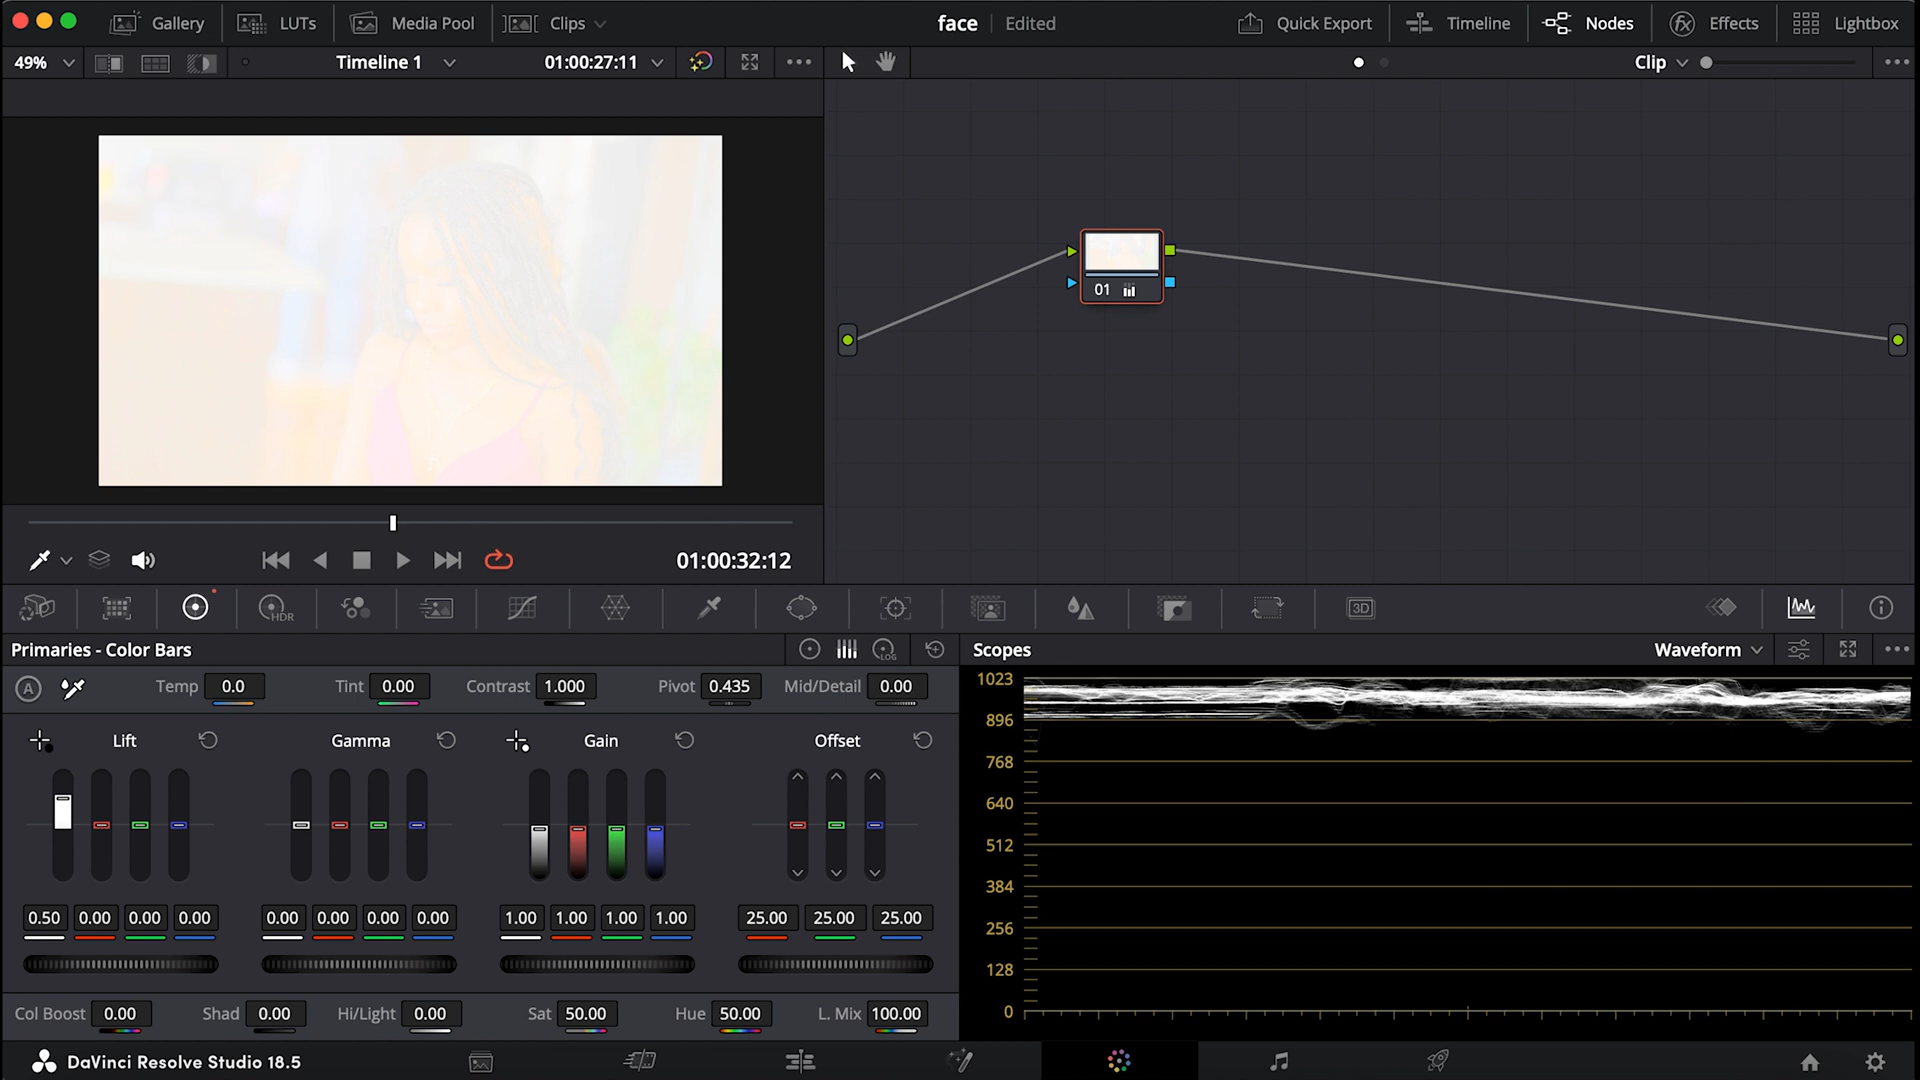 Gallery LUTs Media Pool Clips face Edited Quick Export Timeline Nodes Effects Lightbox
49% Timeline 1 01:00:27:11 Clip
01
01:00:32:12
HDR 3D
Primaries - Color Bars LOG Scopes Waveform
A Temp 0.0 Tint 0.00 Contrast 1.000 Pivot 0.435 Mid/Detail 0.00
Lift Gamma Gain Offset
0.50 0.00 0.00 0.00 0.00 0.00 0.00 0.00 1.00 1.00 1.00 1.00 25.00 25.00 25.00
Col Boost 0.00 Shad 0.00 Hi/Light 0.00 Sat 50.00 Hue 50.00 L. Mix 100.00
1023
896
768
640
512
384
256
128
0
DaVinci Resolve Studio 18.5